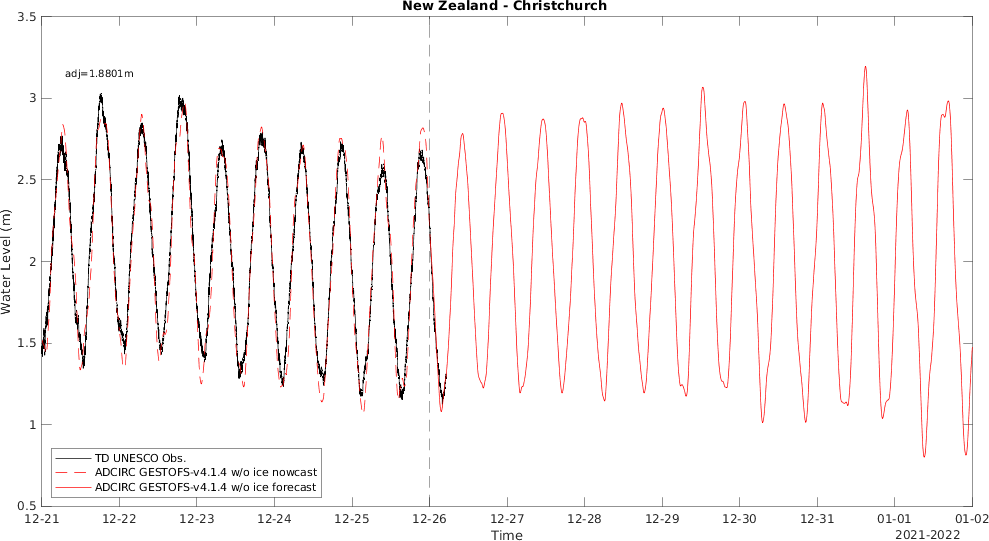 New Zealand - Christchurch
3.5
3
2.5
2
1.5
1
0.5
Water Level (m)
adj=1.8801m
TD UNESCO Obs.
ADCIRC GESTOFS-v4.1.4 w/o ice nowcast
ADCIRC GESTOFS-v4.1.4 w/o ice forecast
12-21 12-22 12-23 12-24 12-25 12-26 12-27 12-28 12-29 12-30 12-31 01-01 01-02
Time
2021-2022